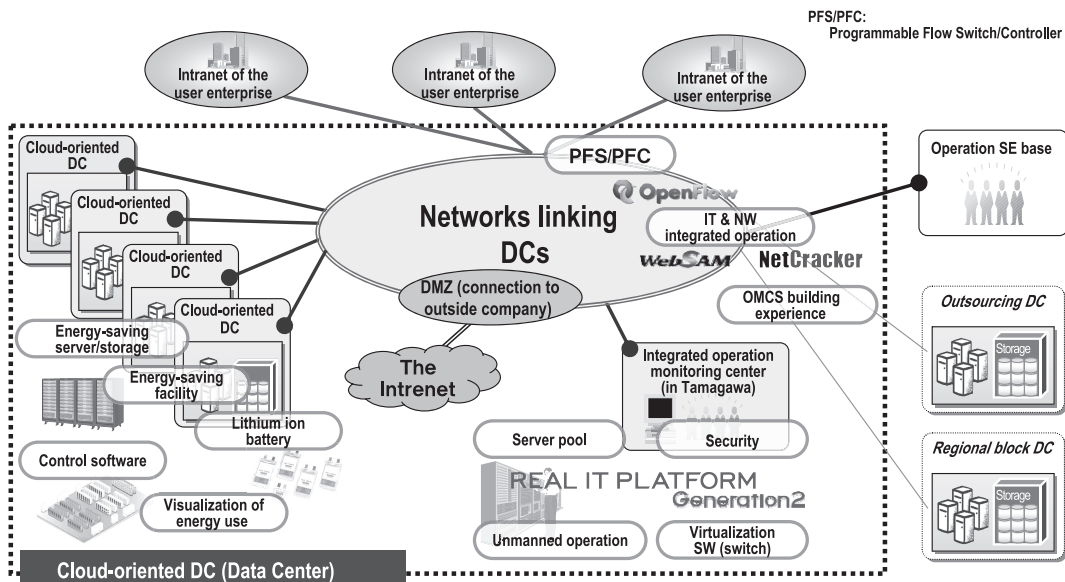 PFS/PFC:
Programmable Flow Switch/Controller
Intranet of the
user enterprise
Intranet of the
user enterprise
Intranet of the
user enterprise
Cloud-oriented
DC
Cloud-oriented
DC
Cloud-oriented
DC
Cloud-oriented
DC
PFS/PFC
OpenFlow
Networks linking
DCs
IT & NW
integrated operation
WebSAM
NetCracker
Operation SE base
DMZ (connection to
outside company)
OMCS building
experience
The
Intrenet
Energy-saving
server/storage
Energy-saving
facility
Lithium ion
battery
Control software
Visualization of
energy use
Integrated operation
monitoring center
(in Tamagawa)
Server pool
Security
REAL IT PLATFORM
Generation2
Unmanned operation
Virtualization
SW (switch)
Outsourcing DC
Storage
Regional block DC
Storage
Cloud-oriented DC (Data Center)